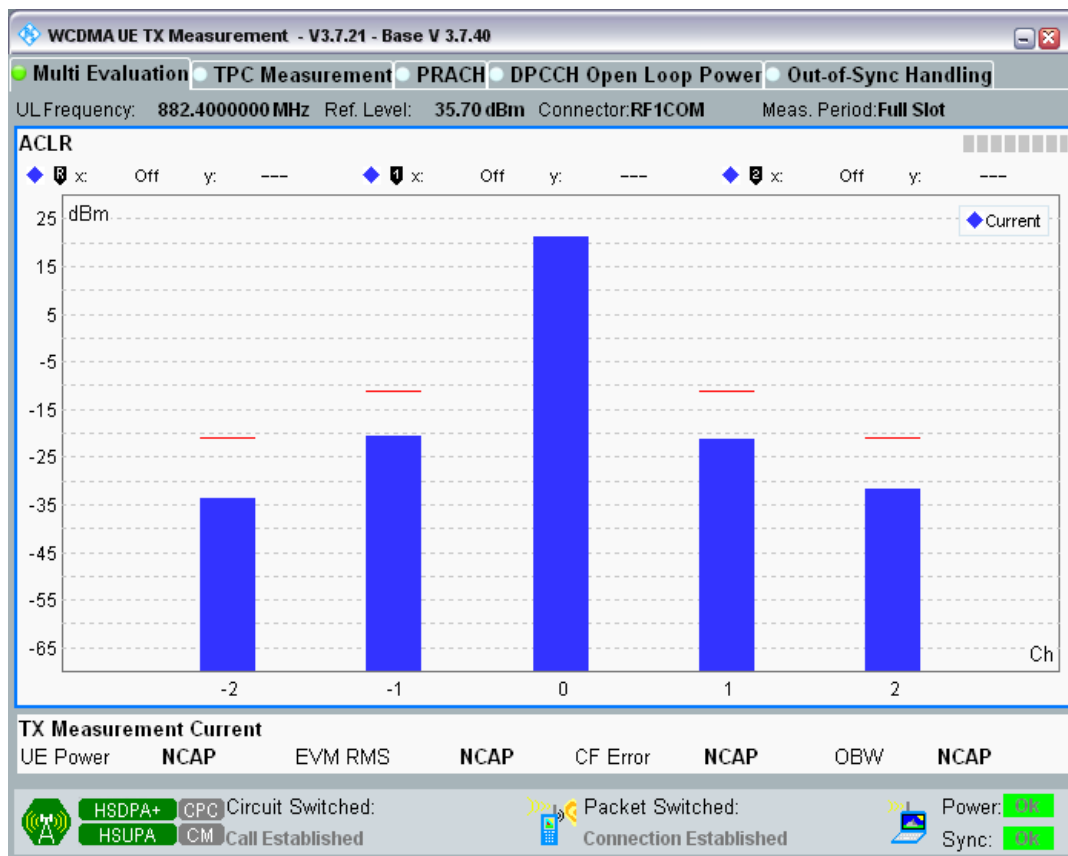 WCDMA UE TX Measurement - V3.7.21 - Base V 3.7.40
Multi Evaluation TPC Measurement PRACH DPCCH Open Loop Power Out-of-Sync Handling
UL Frequency: 882.4000000 MHz Ref. Level: 35.70 dBm Connector:RF1COM Meas. Period:Full Slot
ACLR
R x: Off y: --- 1 x: Off y: --- 2 x: Off y: ---
dBm
Current
25
15
5
-5
-15
-25
-35
-45
-55
-65
Ch
-2 -1 0 1 2
TX Measurement Current
UE Power NCAP EVM RMS NCAP CF Error NCAP OBW NCAP
HSDPA+ CPC Circuit Switched: Packet Switched: Power: OK
HSUPA CM Call Established Connection Established Sync: OK